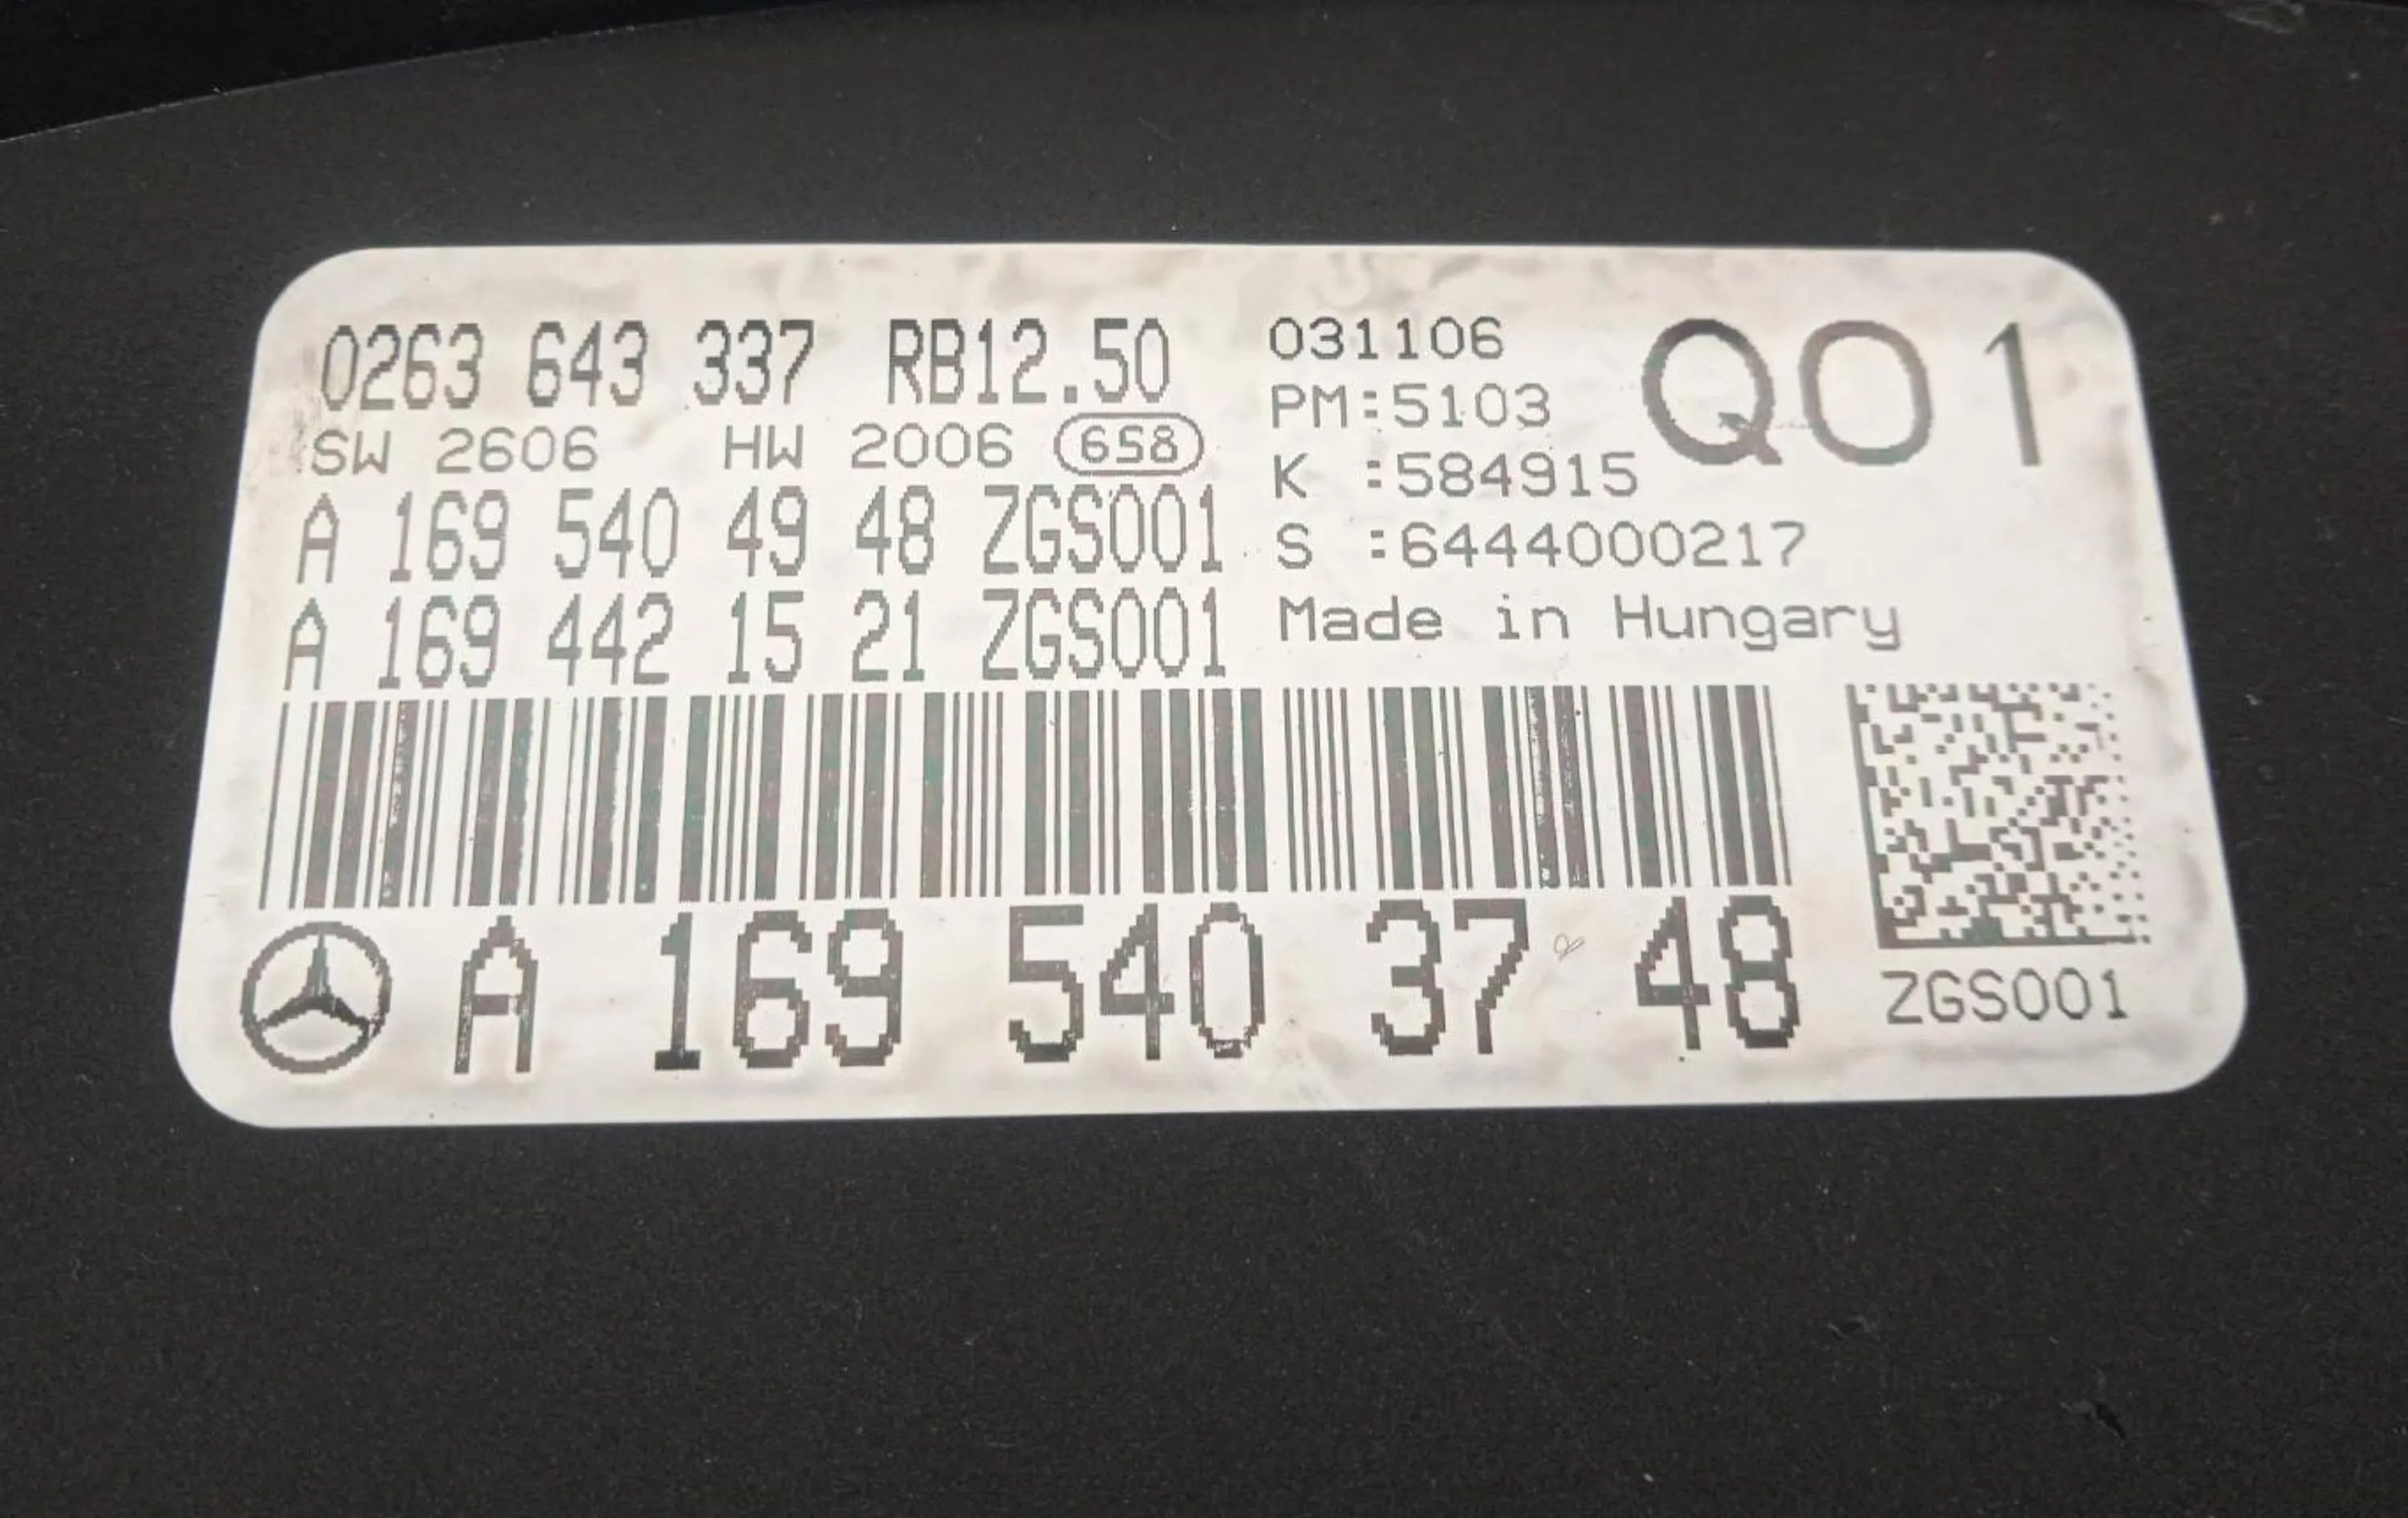 0263 643 337 RB12.50
SW 2606 HW 2006 658
A 169 540 49 48 ZGS001
A 169 442 15 21 ZGS001
031106
PM:5103
K :584915
S :6444000217
Made in Hungary
Q01
A 169 540 37 48
ZGS001